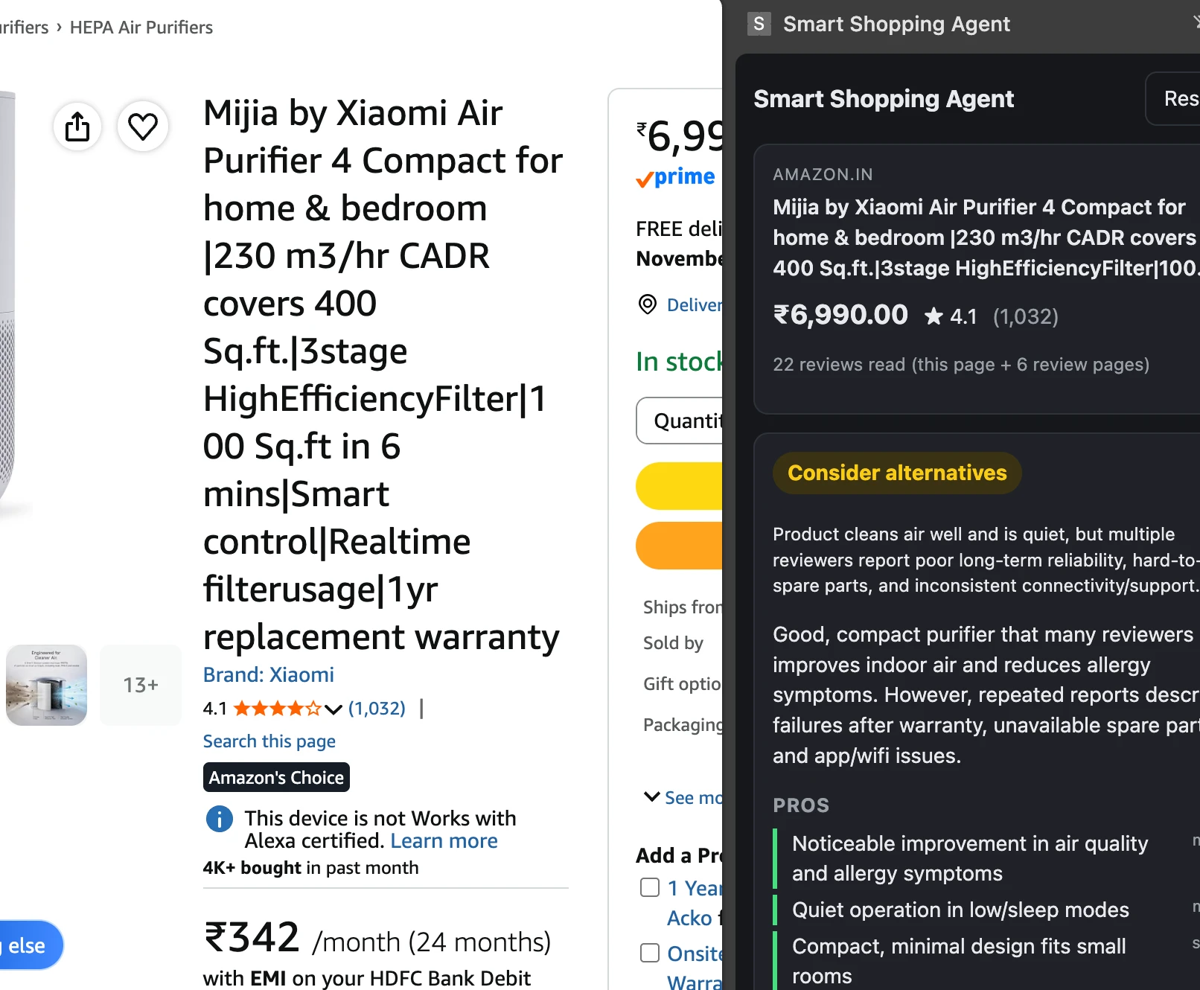 rifiers › HEPA Air Purifiers
Mijia by Xiaomi Air
Purifier 4 Compact for
home & bedroom
|230 m3/hr CADR
covers 400
Sq.ft.|3stage
HighEfficiencyFilter|1
00 Sq.ft in 6
mins|Smart
control|Realtime
filterusage|1yr
replacement warranty
Brand: Xiaomi
4.1 (1,032) |
Search this page
Amazon's Choice
This device is not Works with
Alexa certified. Learn more
4K+ bought in past month
₹342 /month (24 months)
with EMI on your HDFC Bank Debit
13+
else
₹6,99
prime
FREE deli
Novembe
Deliver
In stock
Quantit
Ships from
Sold by
Gift optio
Packaging
See mo
Add a Pro
1 Year
Acko f
Onsite
Warra
S Smart Shopping Agent
Smart Shopping Agent
Res
AMAZON.IN
Mijia by Xiaomi Air Purifier 4 Compact for
home & bedroom |230 m3/hr CADR covers
400 Sq.ft.|3stage HighEfficiencyFilter|100.
₹6,990.00 ★ 4.1 (1,032)
22 reviews read (this page + 6 review pages)
Consider alternatives
Product cleans air well and is quiet, but multiple
reviewers report poor long-term reliability, hard-to-
spare parts, and inconsistent connectivity/support.
Good, compact purifier that many reviewers
improves indoor air and reduces allergy
symptoms. However, repeated reports descr
failures after warranty, unavailable spare part
and app/wifi issues.
PROS
Noticeable improvement in air quality
and allergy symptoms
Quiet operation in low/sleep modes
Compact, minimal design fits small
rooms